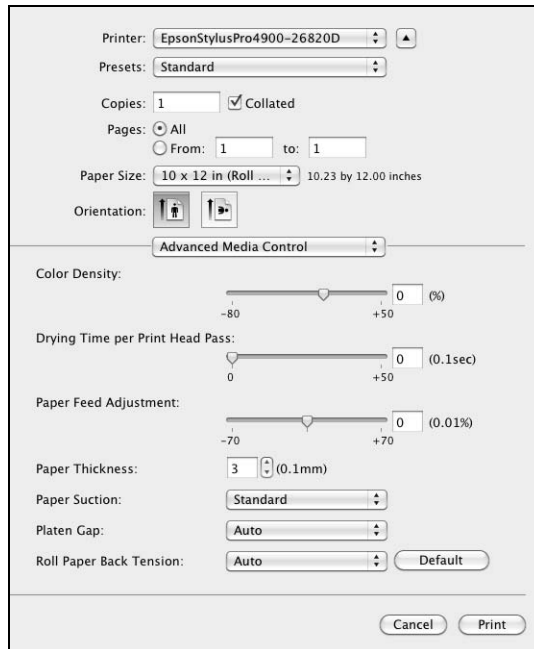 Printer: EpsonStylusPro4900-26820D
Presets: Standard
Copies: 1 Collated
Pages: All
From: 1 to: 1
Paper Size: 10 x 12 in (Roll ... 10.23 by 12.00 inches
Orientation:
Advanced Media Control
Color Density:
0 (%)
-80 +50
Drying Time per Print Head Pass:
0 (0.1sec)
0 +50
Paper Feed Adjustment:
0 (0.01%)
-70 +70
Paper Thickness: 3 (0.1mm)
Paper Suction: Standard
Platen Gap: Auto
Roll Paper Back Tension: Auto Default
Cancel Print